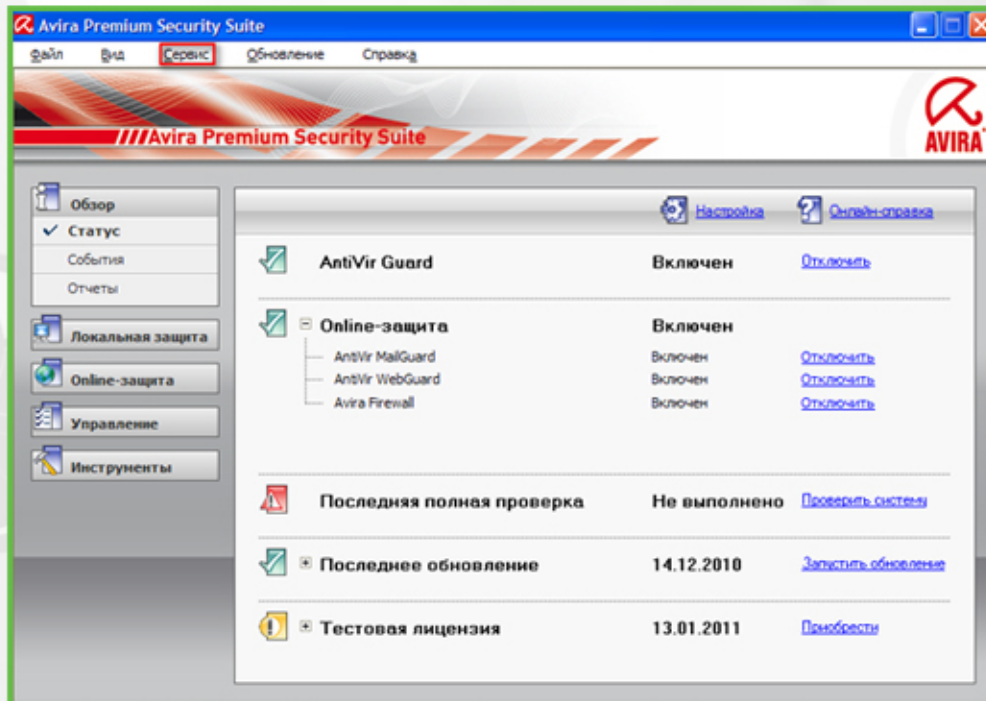 Avira Premium Security Suite
Файл Вид Сервис Обновление Справка
////Avira Premium Security Suite
AVIRA
Обзор
Статус
События
Отчеты
Локальная защита
Online-защита
Управление
Инструменты
Настройка Онлайн-справка
AntiVir Guard Включен Отключить
Online-защита Включен
AntiVir MailGuard Включен Отключить
AntiVir WebGuard Включен Отключить
Avira Firewall Включен Отключить
Последняя полная проверка Не выполнено Проверить систему
Последнее обновление 14.12.2010 Запустить обновление
Тестовая лицензия 13.01.2011 Приобрести